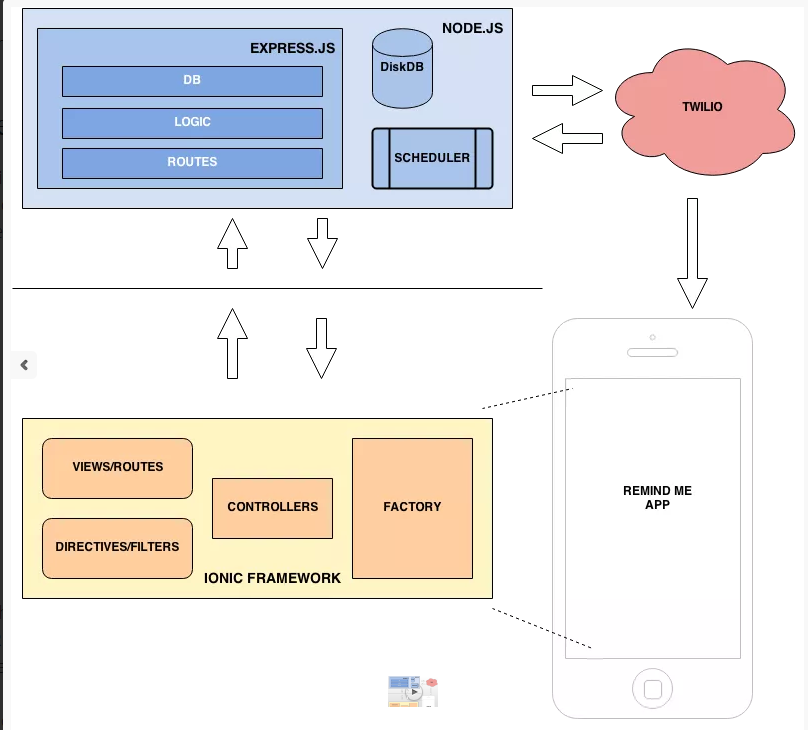 NODE.JS
EXPRESS.JS
DB
LOGIC
ROUTES
DiskDB
SCHEDULER
TWILIO
VIEWS/ROUTES
DIRECTIVES/FILTERS
CONTROLLERS
FACTORY
IONIC FRAMEWORK
REMIND ME
APP